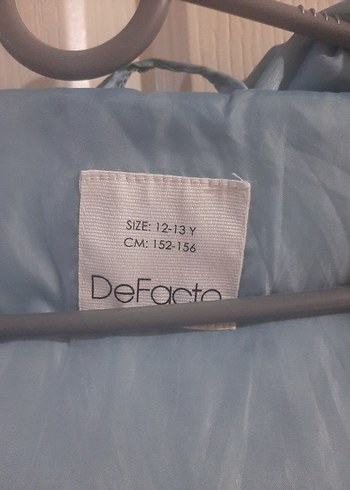 SIZE: 12-13 Y
CM: 152-156
DeFacto